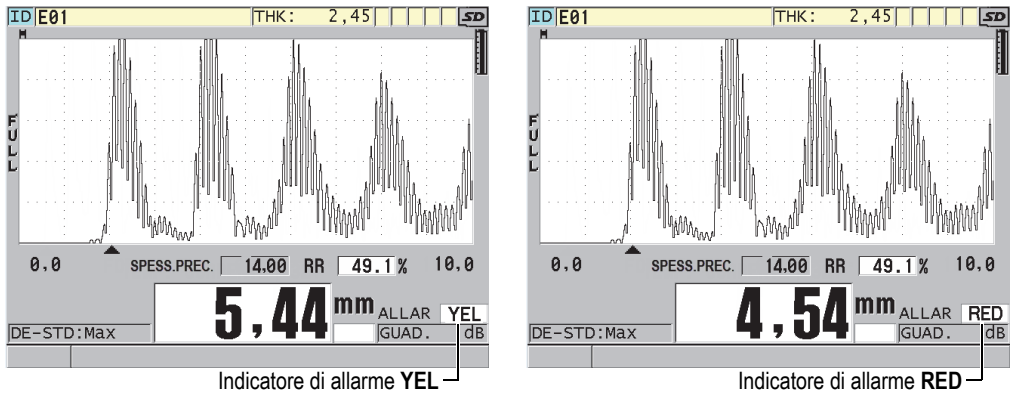 ID E01 THK: 2,45 SD
FULL
0,0 SPESS.PREC. 14,00 RR 49.1 % 10,0
5,44 mm ALLAR YEL
DE-STD:Max GUAD. dB
Indicatore di allarme YEL
ID E01 THK: 2,45 SD
FULL
0,0 SPESS.PREC. 14,00 RR 49.1 % 10,0
4,54 mm ALLAR RED
DE-STD:Max GUAD. dB
Indicatore di allarme RED